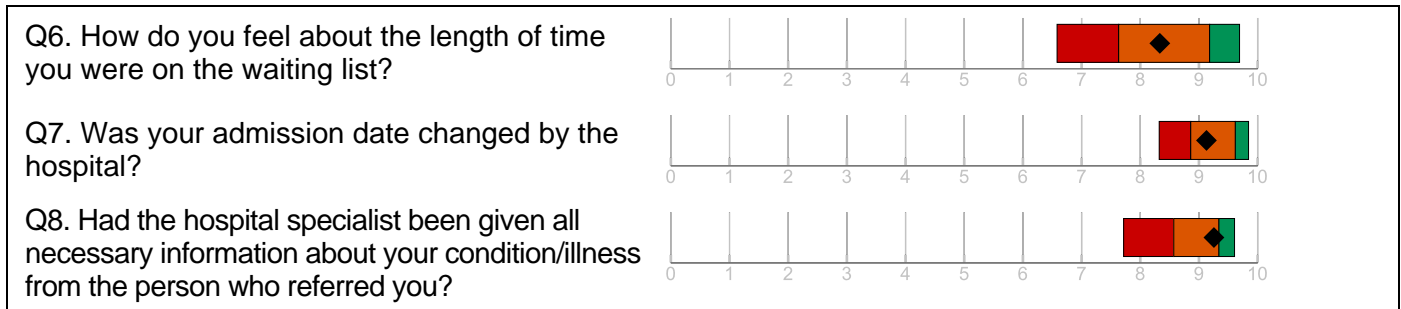 Q6. How do you feel about the length of time
you were on the waiting list?
0 1 2 3 4 5 6 7 8 9 10
Q7. Was your admission date changed by the
hospital?
0 1 2 3 4 5 6 7 8 9 10
Q8. Had the hospital specialist been given all
necessary information about your condition/illness
from the person who referred you?
0 1 2 3 4 5 6 7 8 9 10